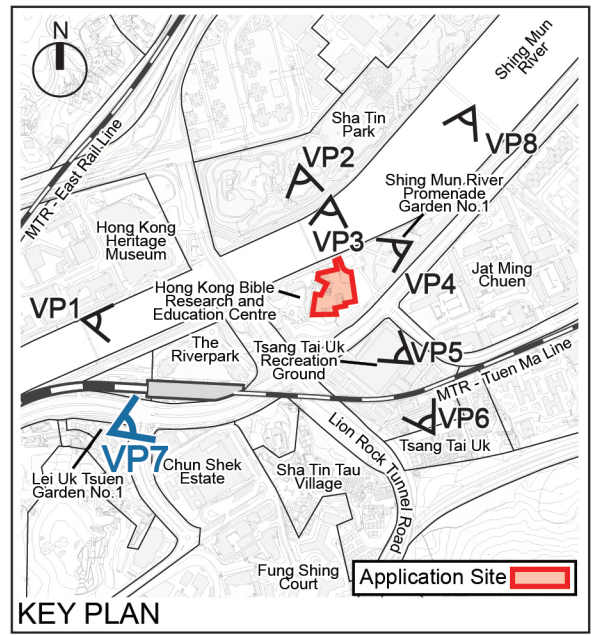 N
Shing Mun
River
Sha Tin
Park
VP8
VP2
MTR - East Rail Line
Shing Mun River
Promenade
Garden No.1
Hong Kong
Heritage
Museum
VP3
VP4
Jat Ming
Chuen
Hong Kong Bible
Research and
Education Centre
VP1
The
Riverpark
Tsang Tai Uk
Recreation
Ground
VP5
MTR - Tuen Ma Line
VP6
Tsang Tai Uk
Lion Rock Tunnel Road
VP7
Chun Shek
Estate
Lei Uk Tsuen
Garden No.1
Sha Tin Tau
Village
Fung Shing
Court
Application Site
KEY PLAN